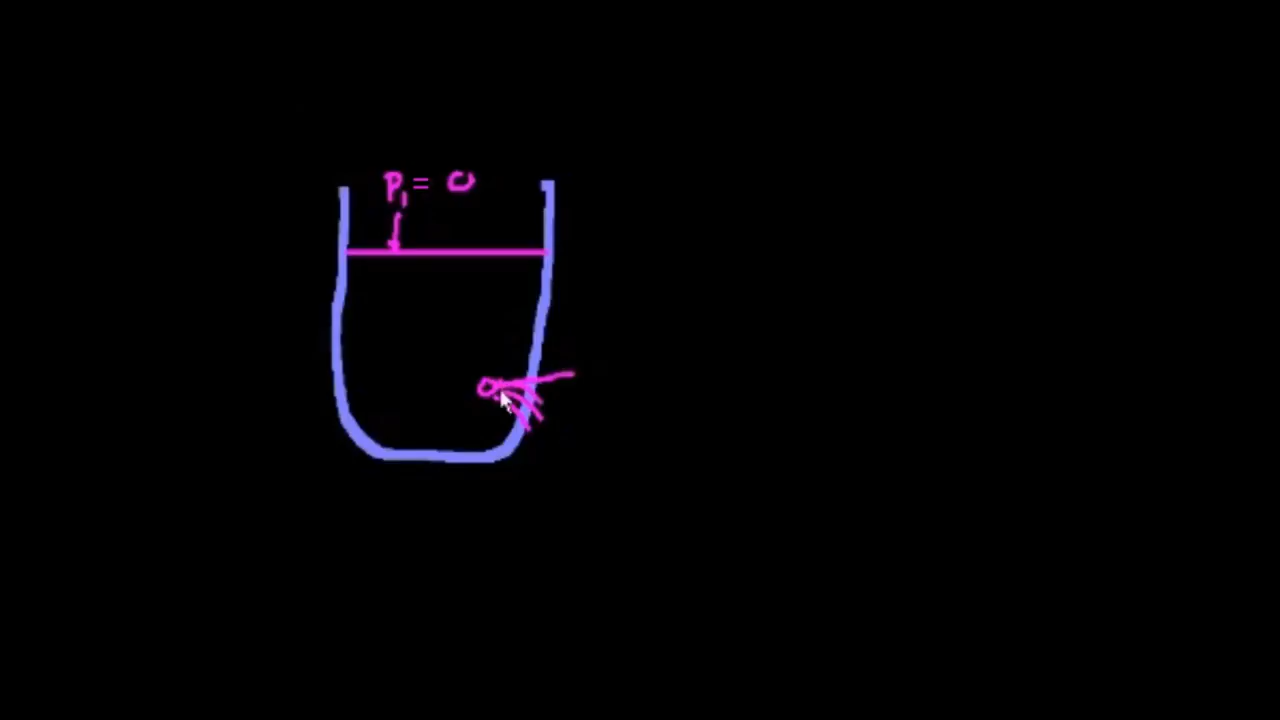 P₁ = 0